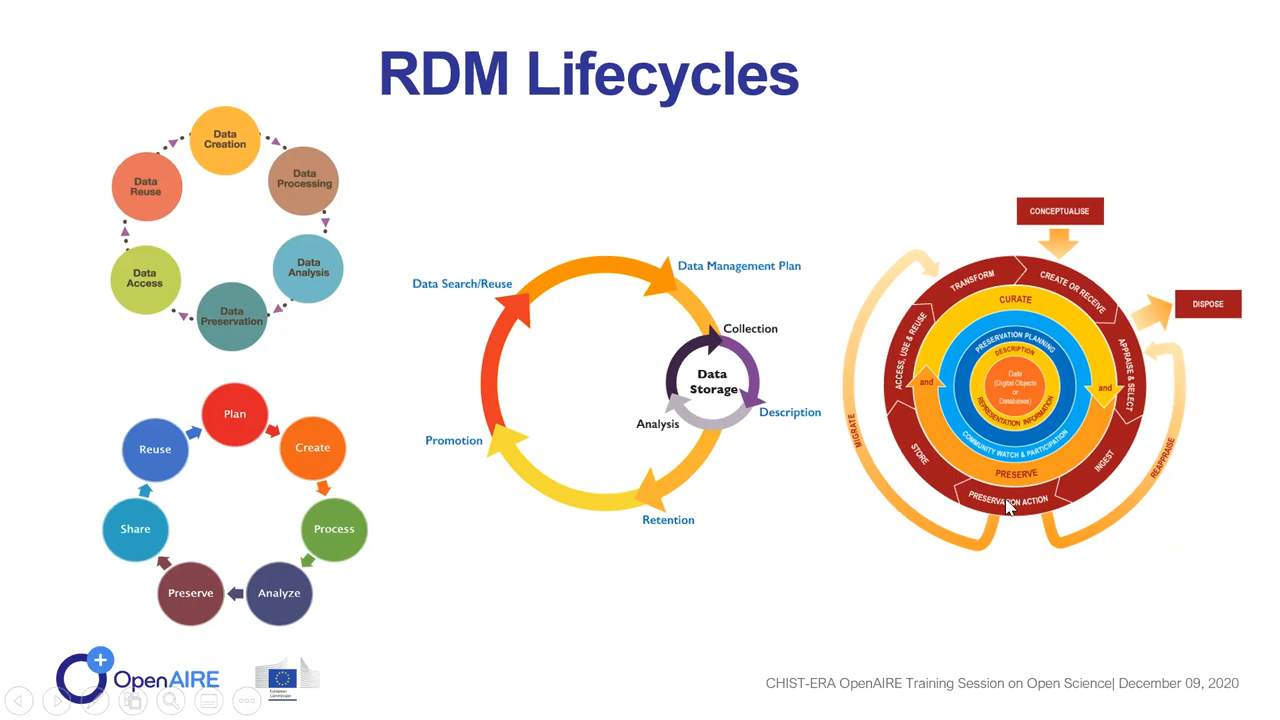 RDM Lifecycles
Data
Creation
Data
Processing
Data
Analysis
Data
Preservation
Data
Access
Data
Reuse
Plan
Create
Process
Analyze
Preserve
Share
Reuse
Data Search/Reuse
Data Management Plan
Collection
Data
Storage
Description
Analysis
Promotion
Retention
CONCEPTUALISE
DISPOSE
TRANSFORM
CREATE OR RECEIVE
APPRAISE & SELECT
INGEST
PRESERVATION ACTION
STORE
ACCESS, USE & REUSE
CURATE
and
PRESERVE
and
PRESERVATION PLANNING
COMMUNITY WATCH & PARTICIPATION
DESCRIPTION
REPRESENTATION INFORMATION
Data
(Digital Objects
or
Databases)
MIGRATE
REAPPRAISE
OpenAIRE
European
Commission
CHIST-ERA OpenAIRE Training Session on Open Science| December 09, 2020